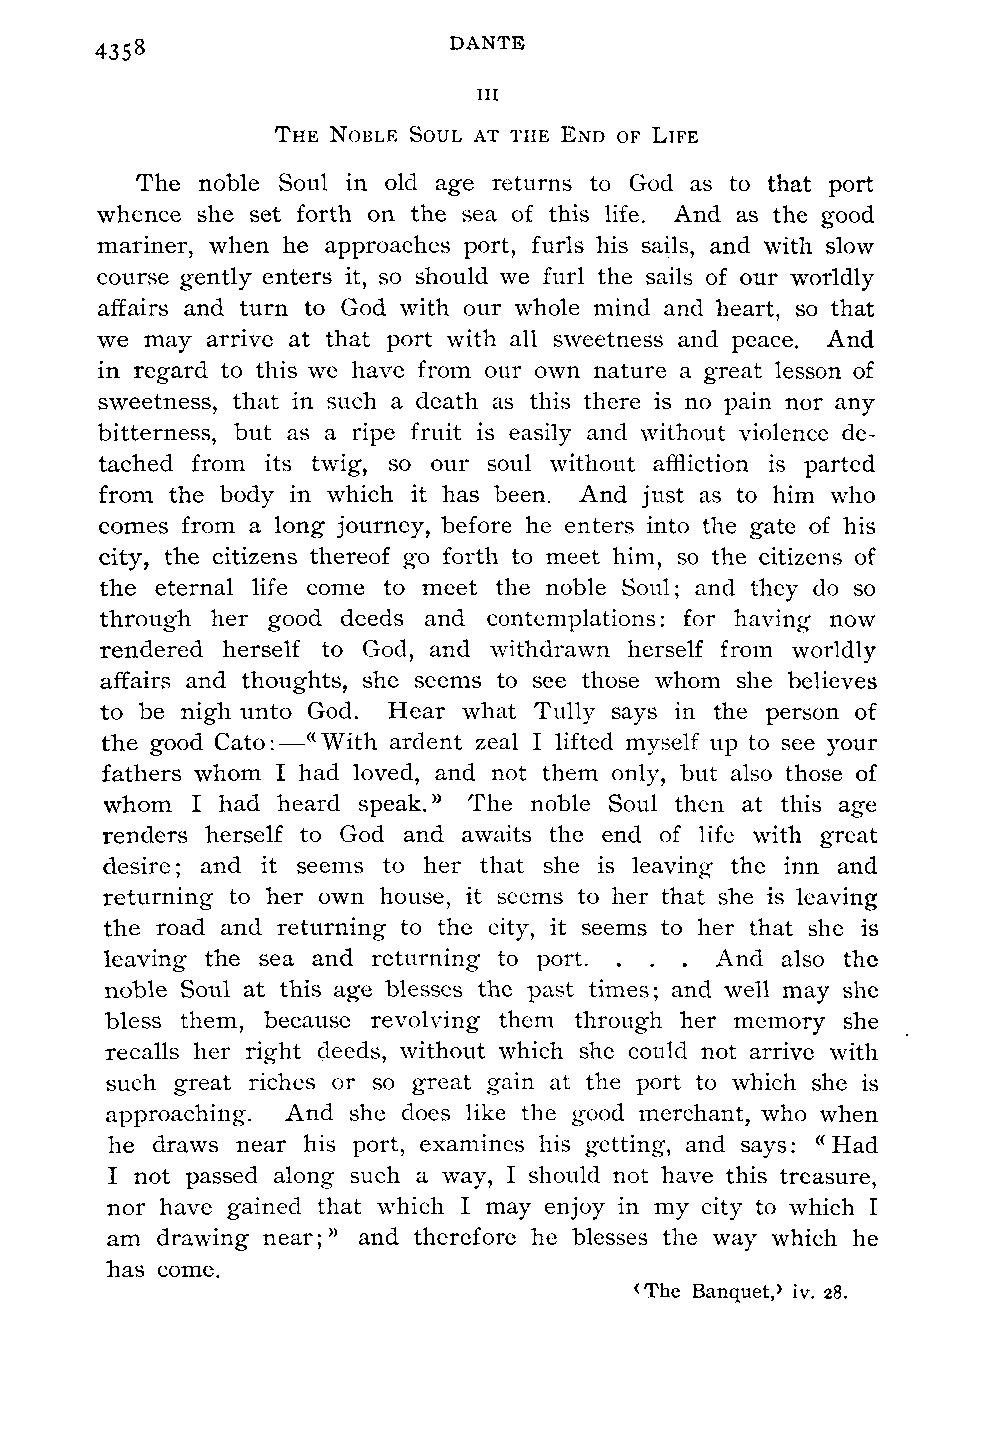 4358
DANTE
III
THE NOBLE SOUL AT THE END OF LIFE
The noble Soul in old age returns to God as to that port
whence she set forth on the sea of this life. And as the good
mariner, when he approaches port, furls his sails, and with slow
course gently enters it, so should we furl the sails of our worldly
affairs and turn to God with our whole mind and heart, so that
we may arrive at that port with all sweetness and peace. And
in regard to this we have from our own nature a great lesson of
sweetness, that in such a death as this there is no pain nor any
bitterness, but as a ripe fruit is easily and without violence de-
tached from its twig, so our soul without affliction is parted
from the body in which it has been. And just as to him who
comes from a long journey, before he enters into the gate of his
city, the citizens thereof go forth to meet him, so the citizens of
the eternal life come to meet the noble Soul; and they do so
through her good deeds and contemplations: for having now
rendered herself to God, and withdrawn herself from worldly
affairs and thoughts, she seems to see those whom she believes
to be nigh unto God. Hear what Tully says in the person of
the good Cato:—«With ardent zeal I lifted myself up to see your
fathers whom I had loved, and not them only, but also those of
whom I had heard speak.» The noble Soul then at this age
renders herself to God and awaits the end of life with great
desire; and it seems to her that she is leaving the inn and
returning to her own house, it seems to her that she is leaving
the road and returning to the city, it seems to her that she is
leaving the sea and returning to port. . . . And also the
noble Soul at this age blesses the past times; and well may she
bless them, because revolving them through her memory she
recalls her right deeds, without which she could not arrive with
such great riches or so great gain at the port to which she is
approaching. And she does like the good merchant, who when
he draws near his port, examines his getting, and says: «Had
I not passed along such a way, I should not have this treasure,
nor have gained that which I may enjoy in my city to which I
am drawing near;» and therefore he blesses the way which he
has come.
‹The Banquet,› iv. 28.